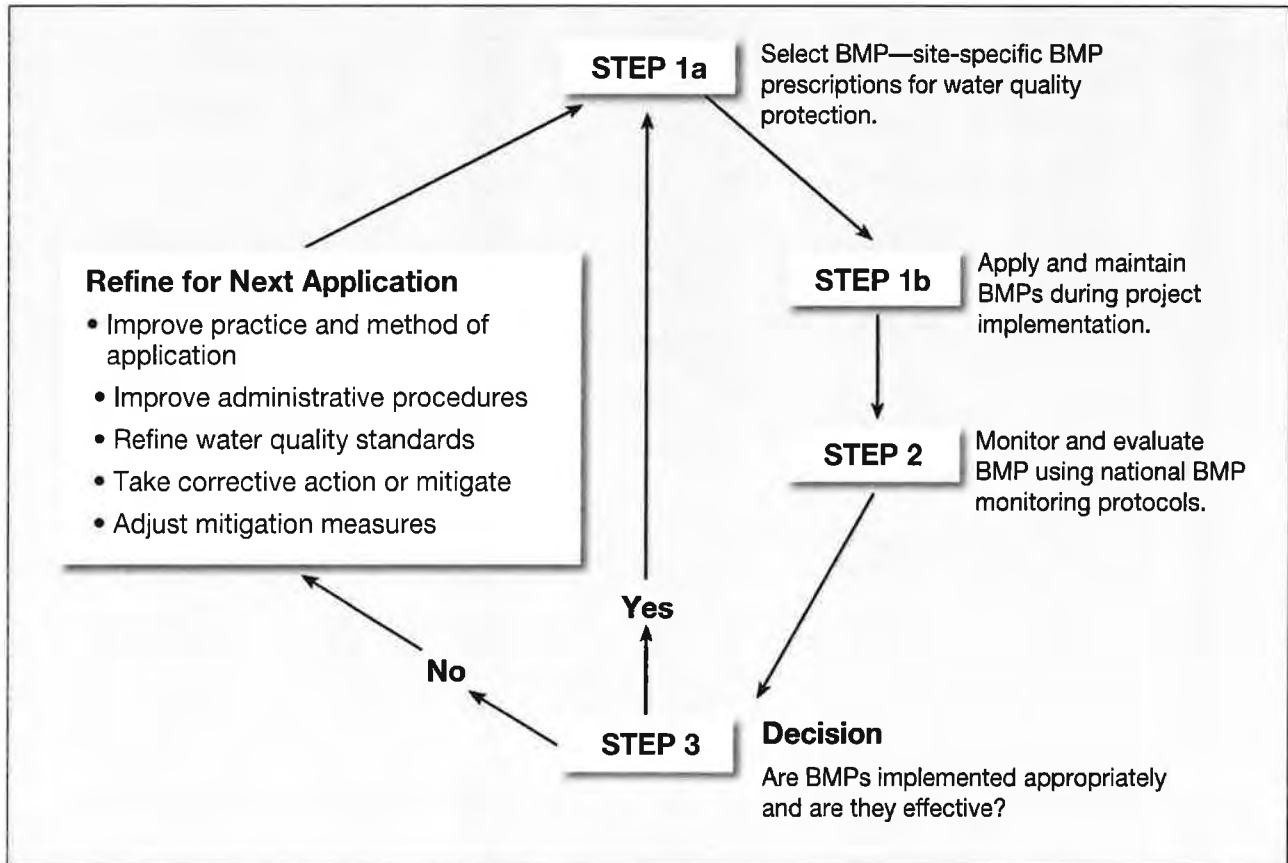 STEP 1a
Select BMP—site-specific BMP
prescriptions for water quality
protection.
STEP 1b
Apply and maintain
BMPs during project
implementation.
STEP 2
Monitor and evaluate
BMP using national BMP
monitoring protocols.
STEP 3
Decision
Are BMPs implemented appropriately
and are they effective?
Yes
No
Refine for Next Application
• Improve practice and method of
application
• Improve administrative procedures
• Refine water quality standards
• Take corrective action or mitigate
• Adjust mitigation measures